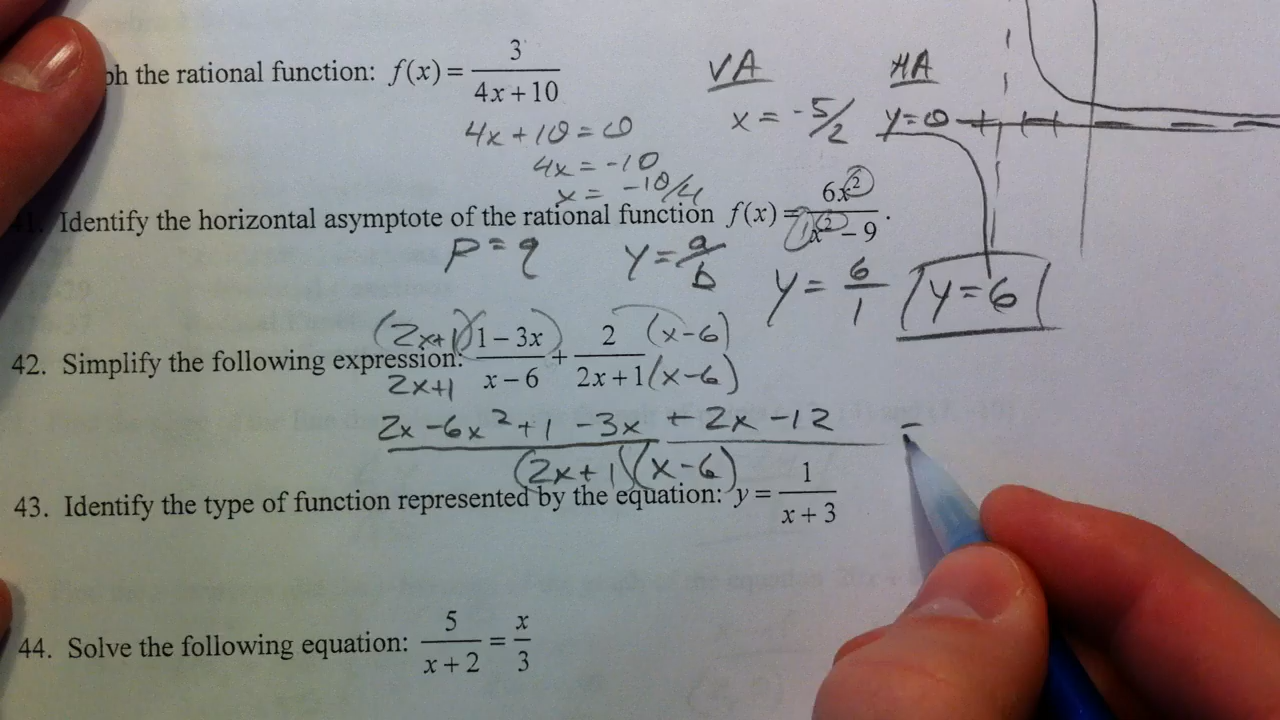 ph the rational function: f(x) = 3/(4x + 10)
4x + 10 = 0
4x = -10
x = -10/4
VA
x = -5/2
HA
y = 0
41. Identify the horizontal asymptote of the rational function f(x) = 6x²/(1x² - 9).
P = q
y = a/b
y = 6/1
y = 6
(2x+1) (x-6)
42. Simplify the following expression: (1 - 3x)/(x - 6) + 2/(2x + 1)
2x+1 (x-6)
2x - 6x² + 1 - 3x + 2x - 12 =
(2x+1)(x-6)
43. Identify the type of function represented by the equation: y = 1/(x + 3)
44. Solve the following equation: 5/(x + 2) = x/3